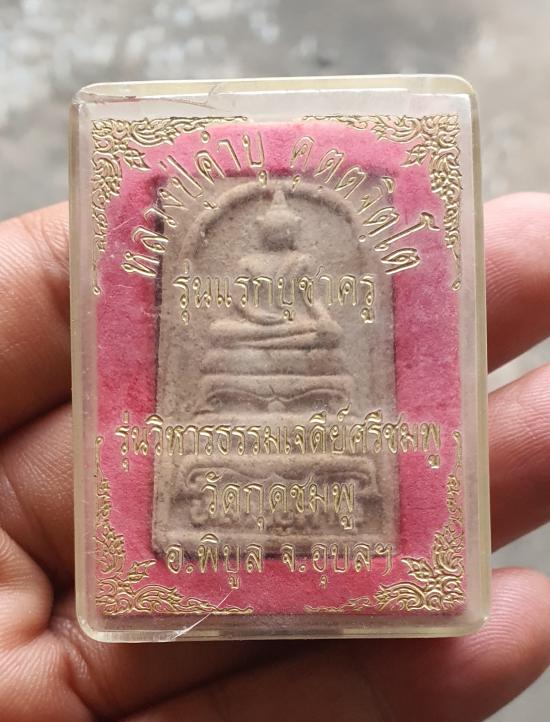 หลวงปู่คำบุ คุตฺตจิตฺโต
รุ่นแรกบูชาครู
รุ่นวิหารธรรมเจดีย์ศรีชมพู
วัดกุดชมพู
อ.พิบูล จ.อุบลฯ